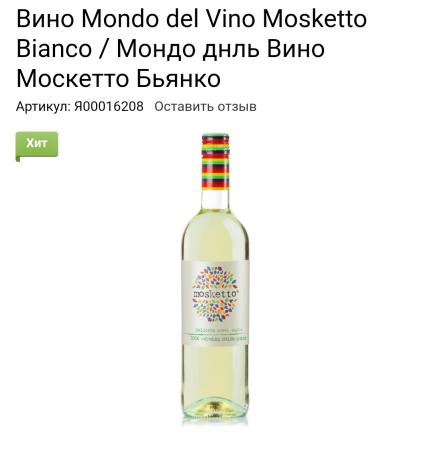 Вино Mondo del Vino Mosketto
Bianco / Мондо днль Вино
Москетто Бьянко
Артикул: Я00016208 Оставить отзыв
Хит
mosketto